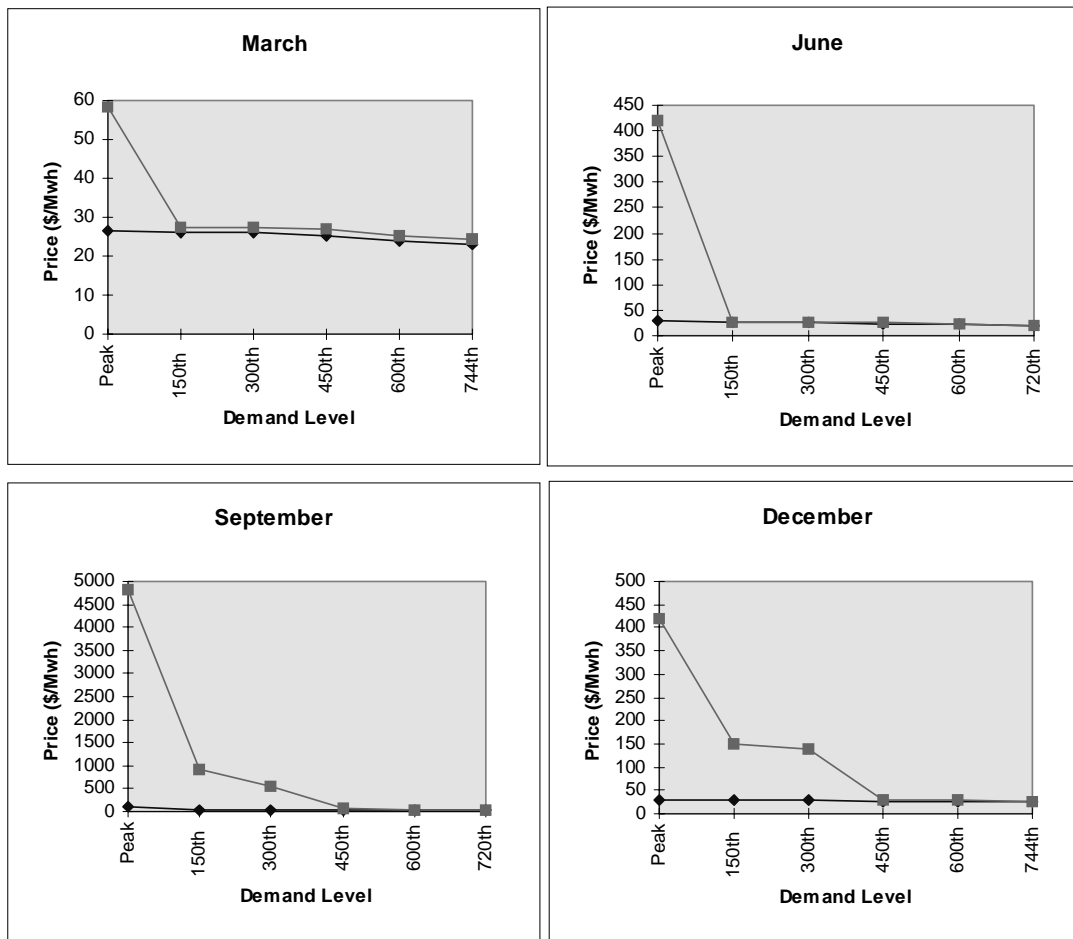 March
60
50
40
30
20
10
0
Price ($/Mwh)
Peak
150th
300th
450th
600th
744th
Demand Level
June
450
400
350
300
250
200
150
100
50
0
Price ($/Mwh)
Peak
150th
300th
450th
600th
720th
Demand Level
September
5000
4500
4000
3500
3000
2500
2000
1500
1000
500
0
Price ($/Mwh)
Peak
150th
300th
450th
600th
720th
Demand Level
December
500
450
400
350
300
250
200
150
100
50
0
Price ($/Mwh)
Peak
150th
300th
450th
600th
744th
Demand Level